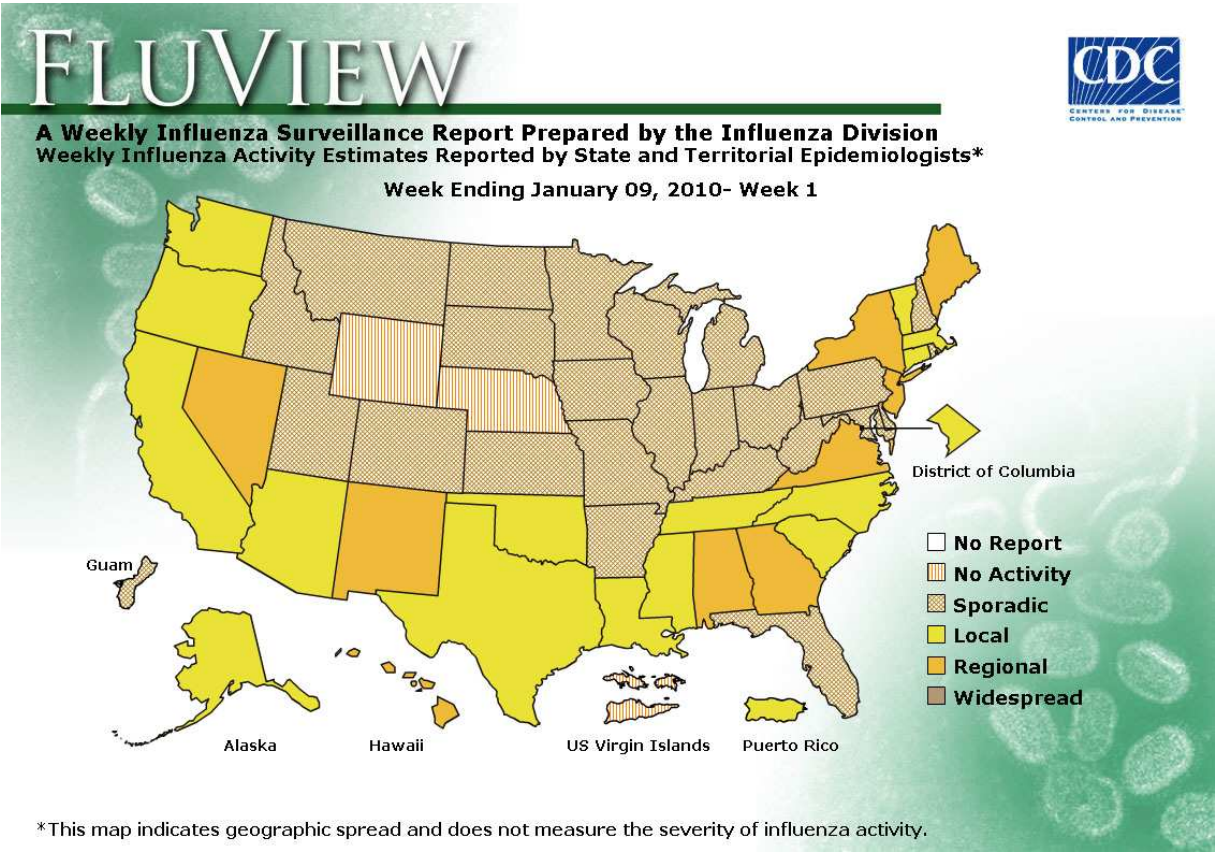 FLUVIEW
CDC
CENTERS FOR DISEASE
CONTROL AND PREVENTION
A Weekly Influenza Surveillance Report Prepared by the Influenza Division
Weekly Influenza Activity Estimates Reported by State and Territorial Epidemiologists*
Week Ending January 09, 2010- Week 1
District of Columbia
No Report
Guam
No Activity
Sporadic
Local
Regional
Widespread
Alaska
Hawaii
US Virgin Islands
Puerto Rico
*This map indicates geographic spread and does not measure the severity of influenza activity.